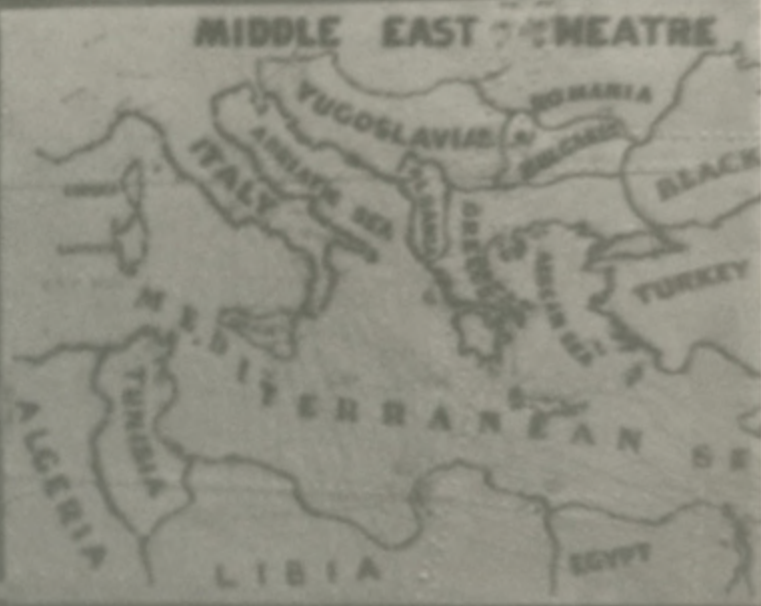 MIDDLE EAST THEATRE
YUGOSLAVIA
ROMANIA
BULGARIA
BLACK
ITALY
ADRIATIC SEA
ALBANIA
GREECE
AEGEAN SEA
TURKEY
MEDITERRANEAN SE
TUNISIA
ALGERIA
LIBIA
EGYPT